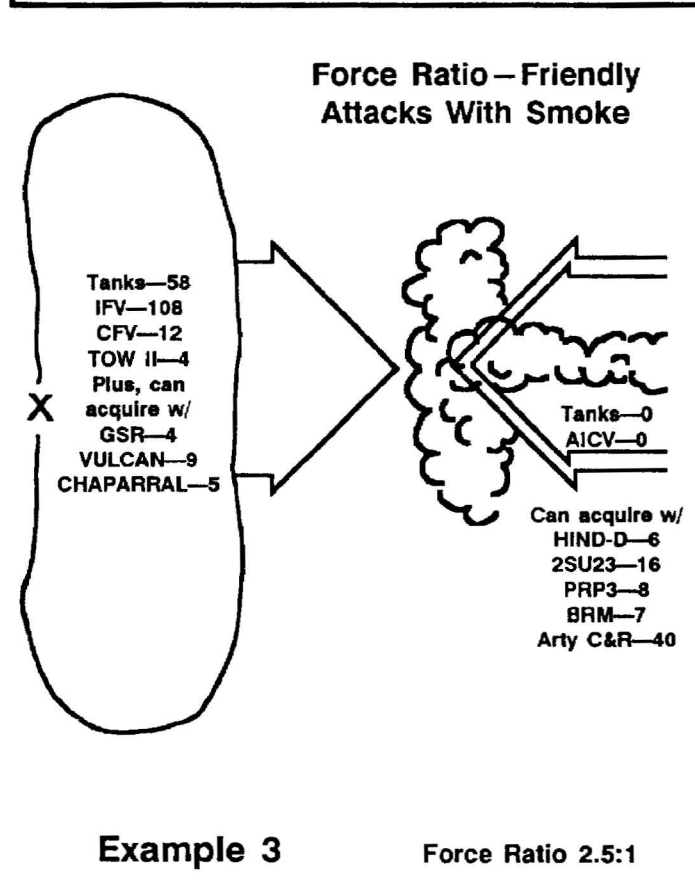 Force Ratio—Friendly
Attacks With Smoke
Tanks—58
IFV—108
CFV—12
TOW II—4
Plus, can
acquire w/
GSR—4
VULCAN—9
CHAPARRAL—5
X
Tanks—0
AICV—0
Can acquire w/
HIND-D—6
2SU23—16
PRP3—8
BRM—7
Arty C&R—40
Example 3
Force Ratio 2.5:1